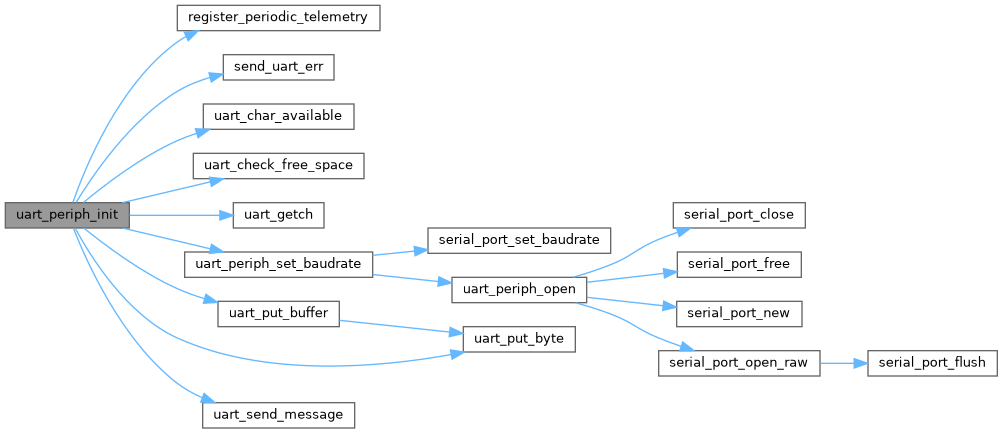 register_periodic_telemetry
send_uart_err
uart_char_available
uart_check_free_space
uart_periph_init
uart_getch
serial_port_close
serial_port_set_baudrate
uart_periph_set_baudrate
serial_port_free
uart_periph_open
uart_put_buffer
serial_port_new
uart_put_byte
serial_port_open_raw
serial_port_flush
uart_send_message